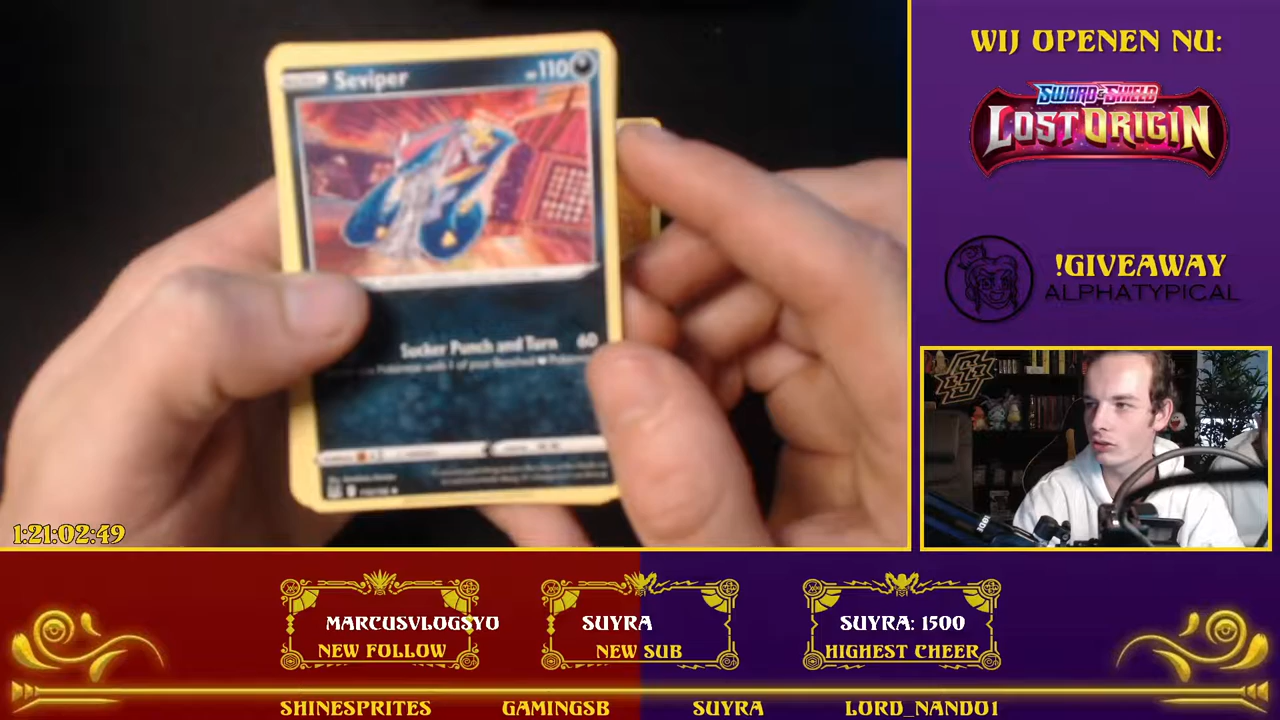 Seviper
110
Sucker Punch and Turn 60
1:21:02:49
WIJ OPENEN NU:
SWORD & SHIELD
LOST ORIGIN
!GIVEAWAY
ALPHATYPICAL
MARCUSVLOGSYO
NEW FOLLOW
SUYRA
NEW SUB
SUYRA: 1500
HIGHEST CHEER
SHINESPRITES GAMINGSB SUYRA LORD_NANDO1